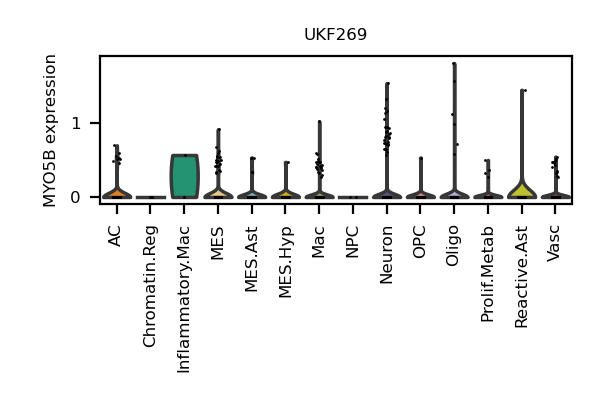 UKF269
MYO5B expression
1
0
AC
Chromatin.Reg
Inflammatory.Mac
MES
MES.Ast
MES.Hyp
Mac
NPC
Neuron
OPC
Oligo
Prolif.Metab
Reactive.Ast
Vasc